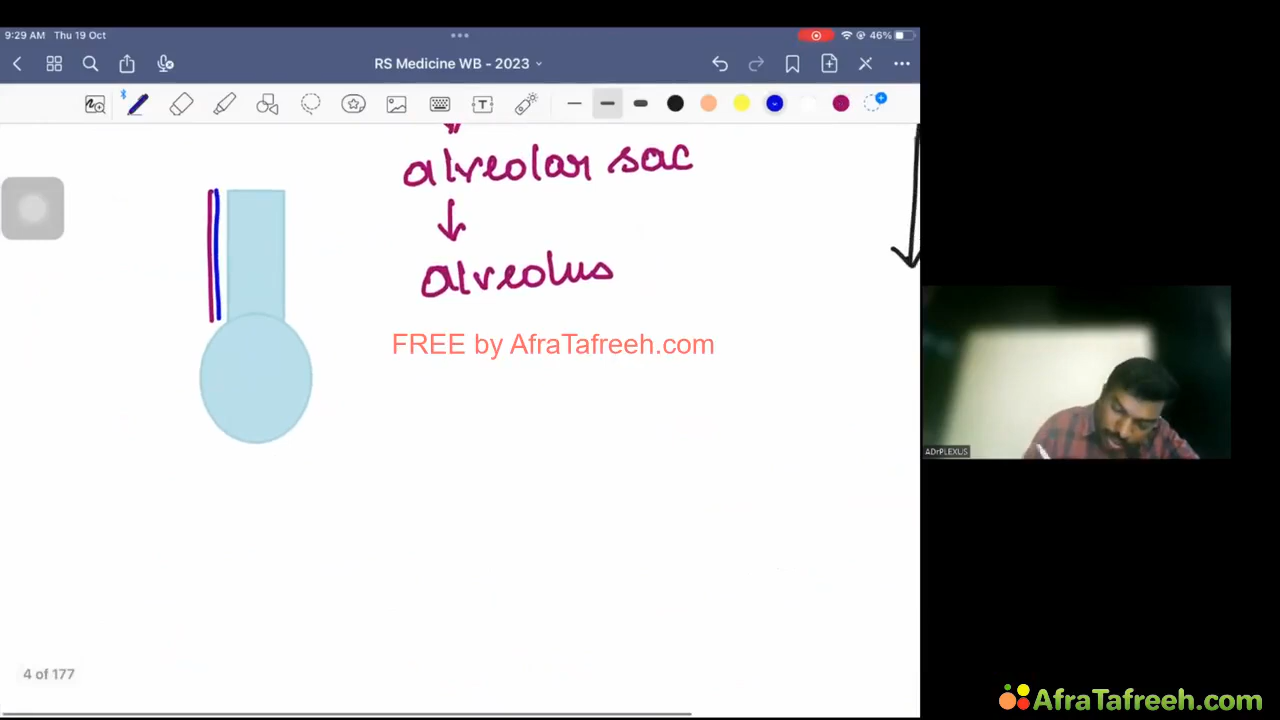 9:29 AM Thu 19 Oct
46%
RS Medicine WB - 2023
T
alveolar sac
alveolus
FREE by AfraTafreeh.com
ADrPLEXUS
4 of 177
AfraTafreeh.com